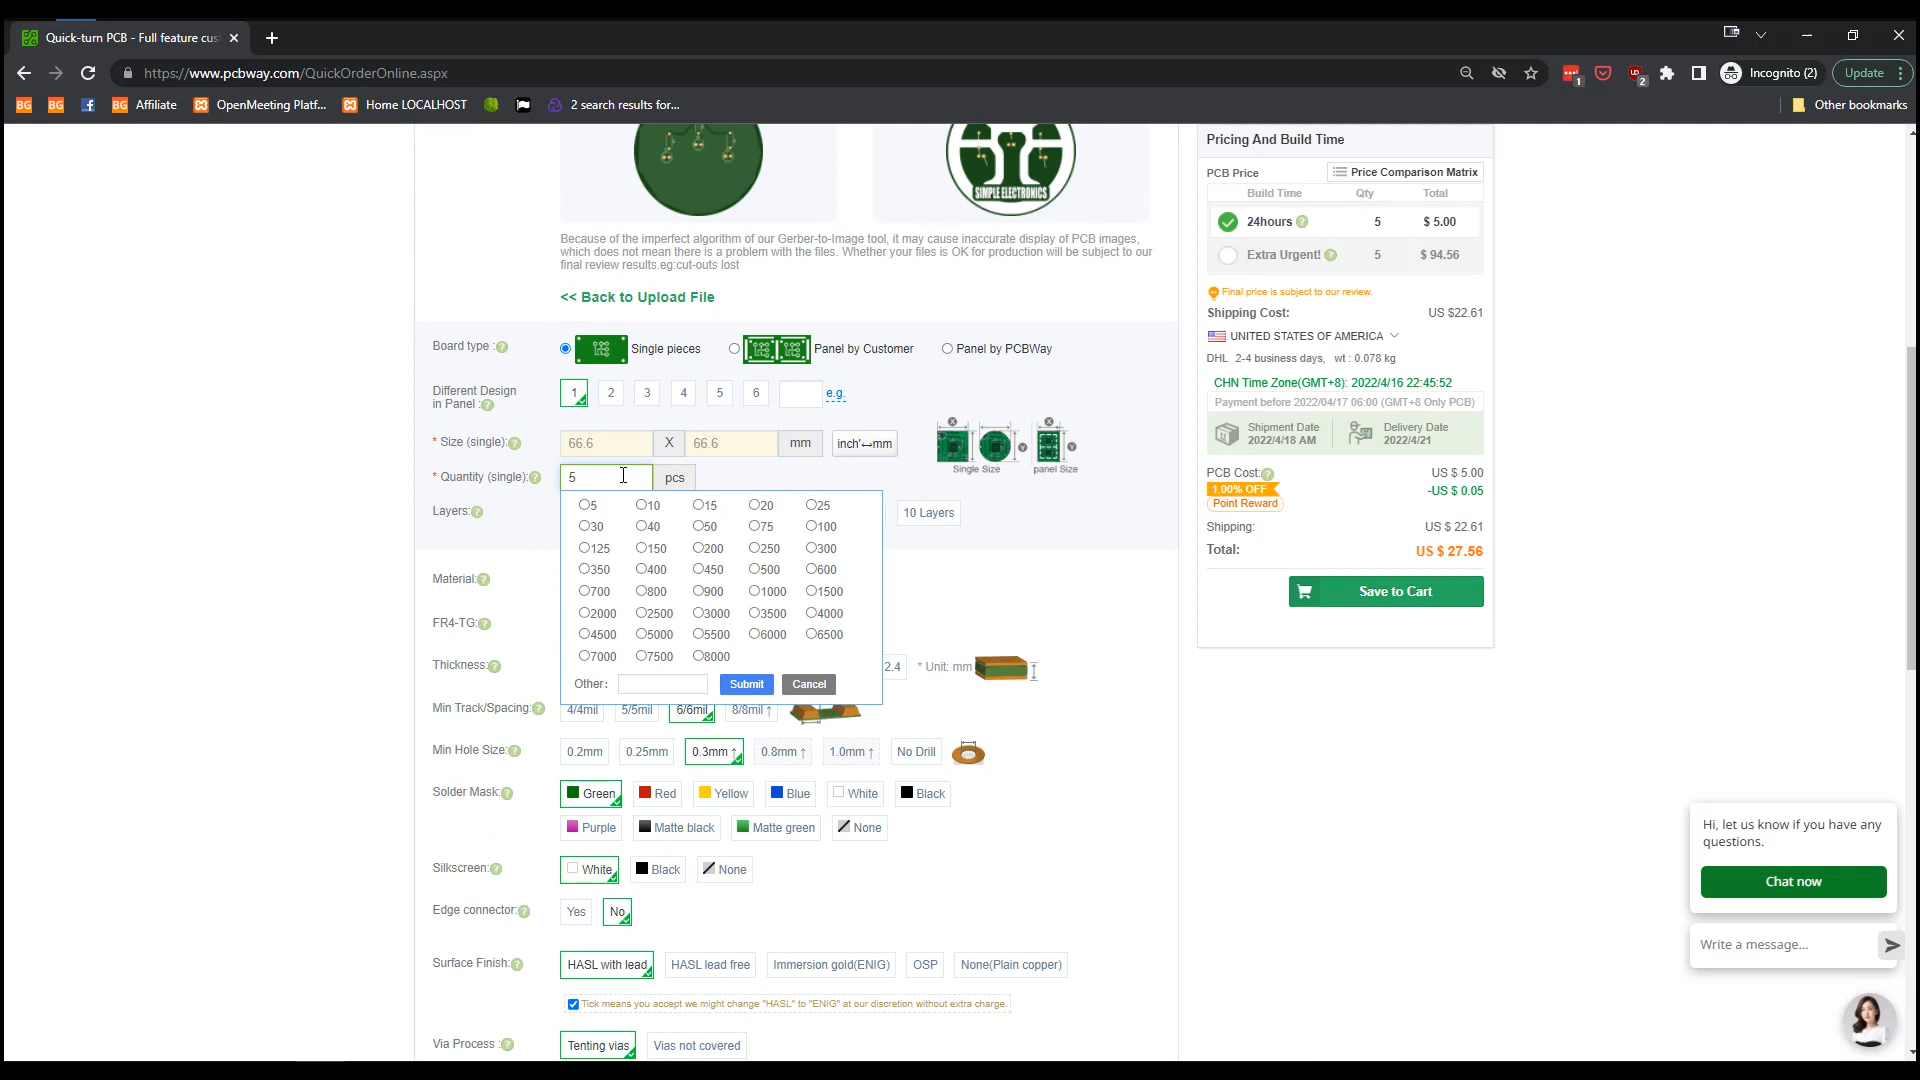 Quick-turn PCB - Full feature cus
https://www.pcbway.com/QuickOrderOnline.aspx
1
2
Incognito (2)
Update
BG
BG
BG Affiliate
OpenMeeting Platf...
Home LOCALHOST
2 search results for...
Other bookmarks
SIMPLE ELECTRONICS
Because of the imperfect algorithm of our Gerber-to-Image tool, it may cause inaccurate display of PCB images,
which does not mean there is a problem with the files. Whether your files is OK for production will be subject to our
final review results.eg:cut-outs lost
<< Back to Upload File
Board type :
Single pieces
Panel by Customer
Panel by PCBWay
Different Design
in Panel :
1 2 3 4 5 6 e.g.
* Size (single):
66.6 X 66.6 mm inch'↔mm
X X
Y Y
Single Size panel Size
* Quantity (single):
5 pcs
Layers:
10 Layers
5 10 15 20 25
30 40 50 75 100
125 150 200 250 300
350 400 450 500 600
700 800 900 1000 1500
2000 2500 3000 3500 4000
4500 5000 5500 6000 6500
7000 7500 8000
Other: Submit Cancel
Material:
FR4-TG:
Thickness:
2.4 * Unit: mm
Min Track/Spacing:
4/4mil 5/5mil 6/6mil 8/8mil ↑
Min Hole Size:
0.2mm 0.25mm 0.3mm ↑ 0.8mm ↑ 1.0mm ↑ No Drill
Solder Mask:
Green Red Yellow Blue White Black
Purple Matte black Matte green None
Silkscreen:
White Black None
Edge connector:
Yes No
Surface Finish:
HASL with lead HASL lead free Immersion gold(ENIG) OSP None(Plain copper)
Tick means you accept we might change "HASL" to "ENIG" at our discretion without extra charge.
Via Process :
Tenting vias Vias not covered
Pricing And Build Time
PCB Price Price Comparison Matrix
Build Time Qty Total
24hours 5 $ 5.00
Extra Urgent! 5 $ 94.56
Final price is subject to our review.
Shipping Cost: US $22.61
UNITED STATES OF AMERICA
DHL 2-4 business days, wt : 0.078 kg
CHN Time Zone(GMT+8): 2022/4/16 22:45:52
Payment before 2022/04/17 06:00 (GMT+8 Only PCB)
Shipment Date
2022/4/18 AM
Delivery Date
2022/4/21
PCB Cost: US $ 5.00
1.00% OFF -US $ 0.05
Point Reward
Shipping: US $ 22.61
Total: US $ 27.56
Save to Cart
Hi, let us know if you have any
questions.
Chat now
Write a message...